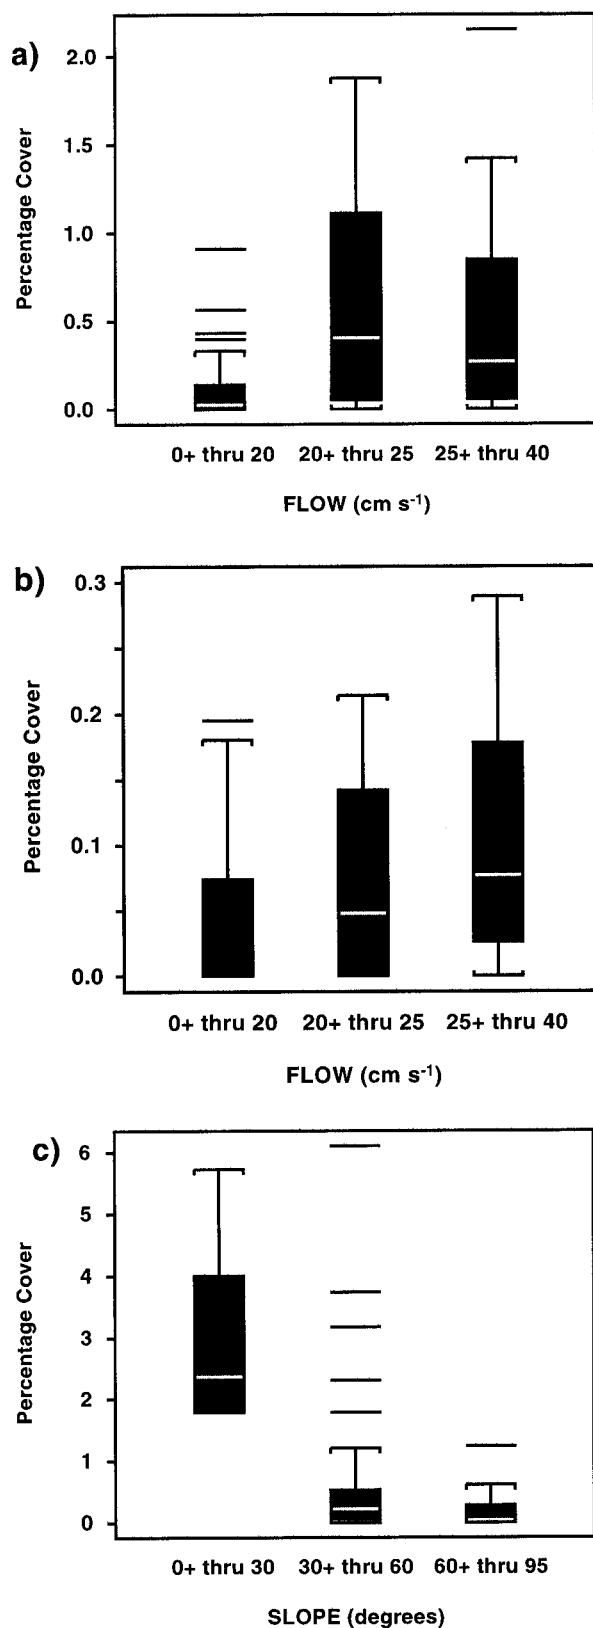 a)
Percentage Cover
2.0
1.5
1.0
0.5
0.0
0+ thru 20 20+ thru 25 25+ thru 40
FLOW (cm s-1)
b)
Percentage Cover
0.3
0.2
0.1
0.0
0+ thru 20 20+ thru 25 25+ thru 40
FLOW (cm s-1)
c)
Percentage Cover
6
5
4
3
2
1
0
0+ thru 30 30+ thru 60 60+ thru 95
SLOPE (degrees)